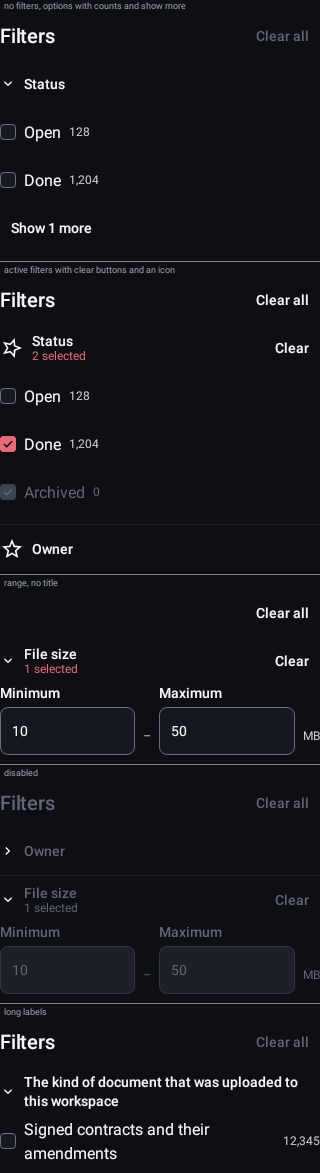 no filters, options with counts and show more
Filters
Clear all
Status
Open 128
Done 1,204
Show 1 more
active filters with clear buttons and an icon
Filters
Clear all
Status
2 selected
Clear
Open 128
Done 1,204
Archived 0
Owner
range, no title
Clear all
File size
1 selected
Clear
Minimum
Maximum
10
–
50
MB
disabled
Filters
Clear all
Owner
File size
1 selected
Clear
Minimum
Maximum
10
–
50
MB
long labels
Filters
Clear all
The kind of document that was uploaded to
this workspace
Signed contracts and their
amendments
12,345